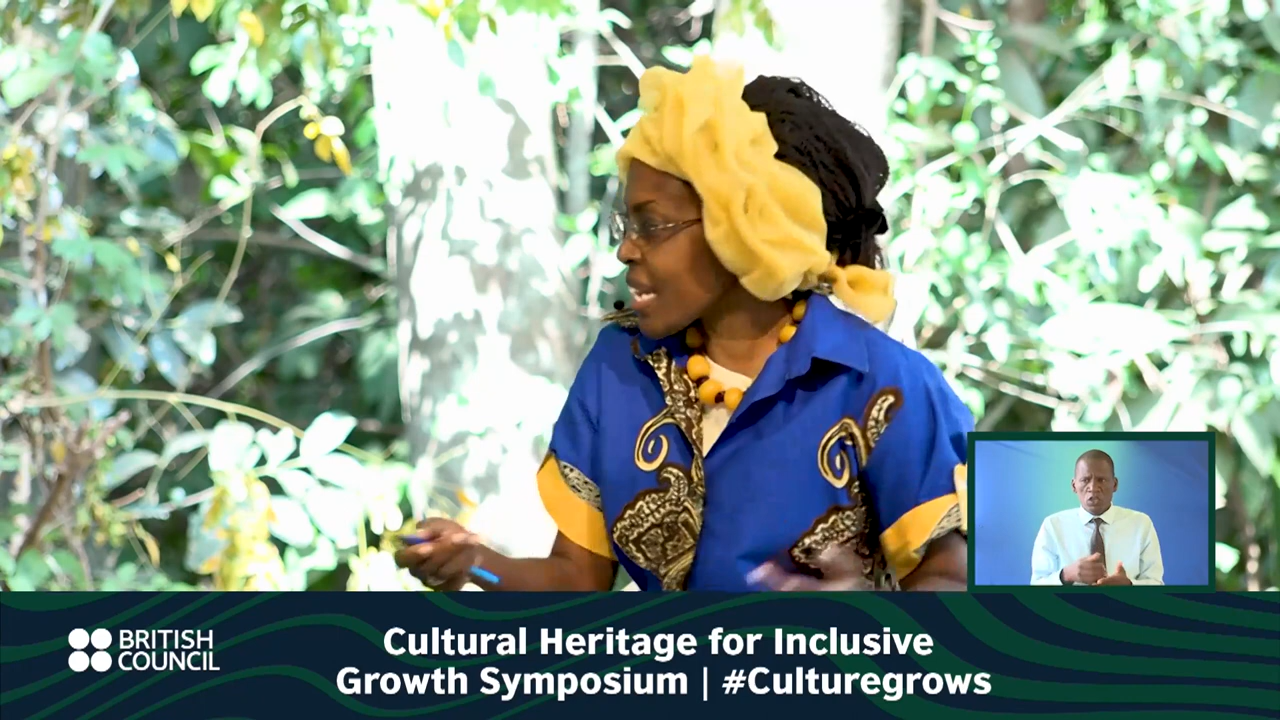 BRITISH
COUNCIL
Cultural Heritage for Inclusive
Growth Symposium | #Culturegrows